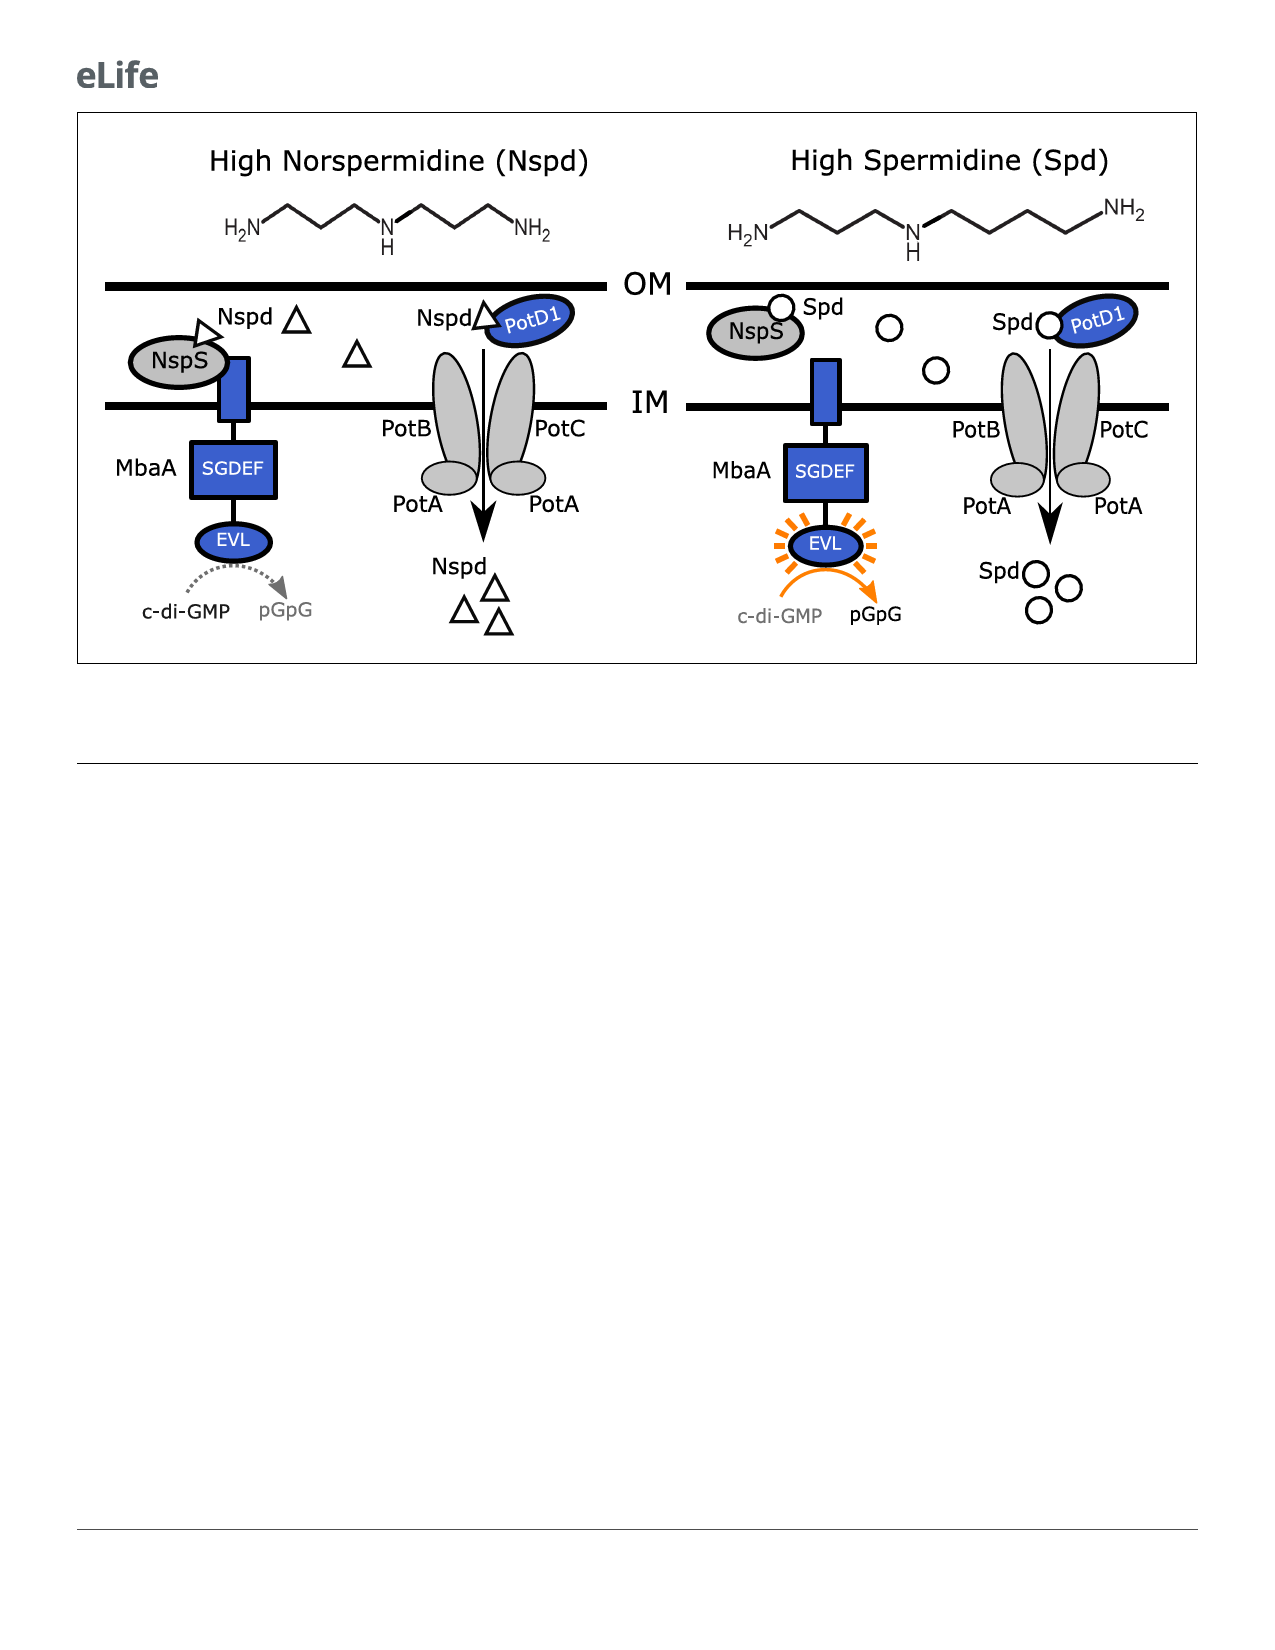 eLife
High Norspermidine (Nspd)
H2N
N
H
NH2
High Spermidine (Spd)
H2N
N
H
NH2
OM
IM
Nspd
NspS
Nspd
PotD1
PotB
PotC
MbaA
SGDEF
PotA
PotA
EVL
c-di-GMP
pGpG
Nspd
Spd
NspS
Spd
PotD1
PotB
PotC
MbaA
SGDEF
PotA
PotA
EVL
c-di-GMP
pGpG
Spd